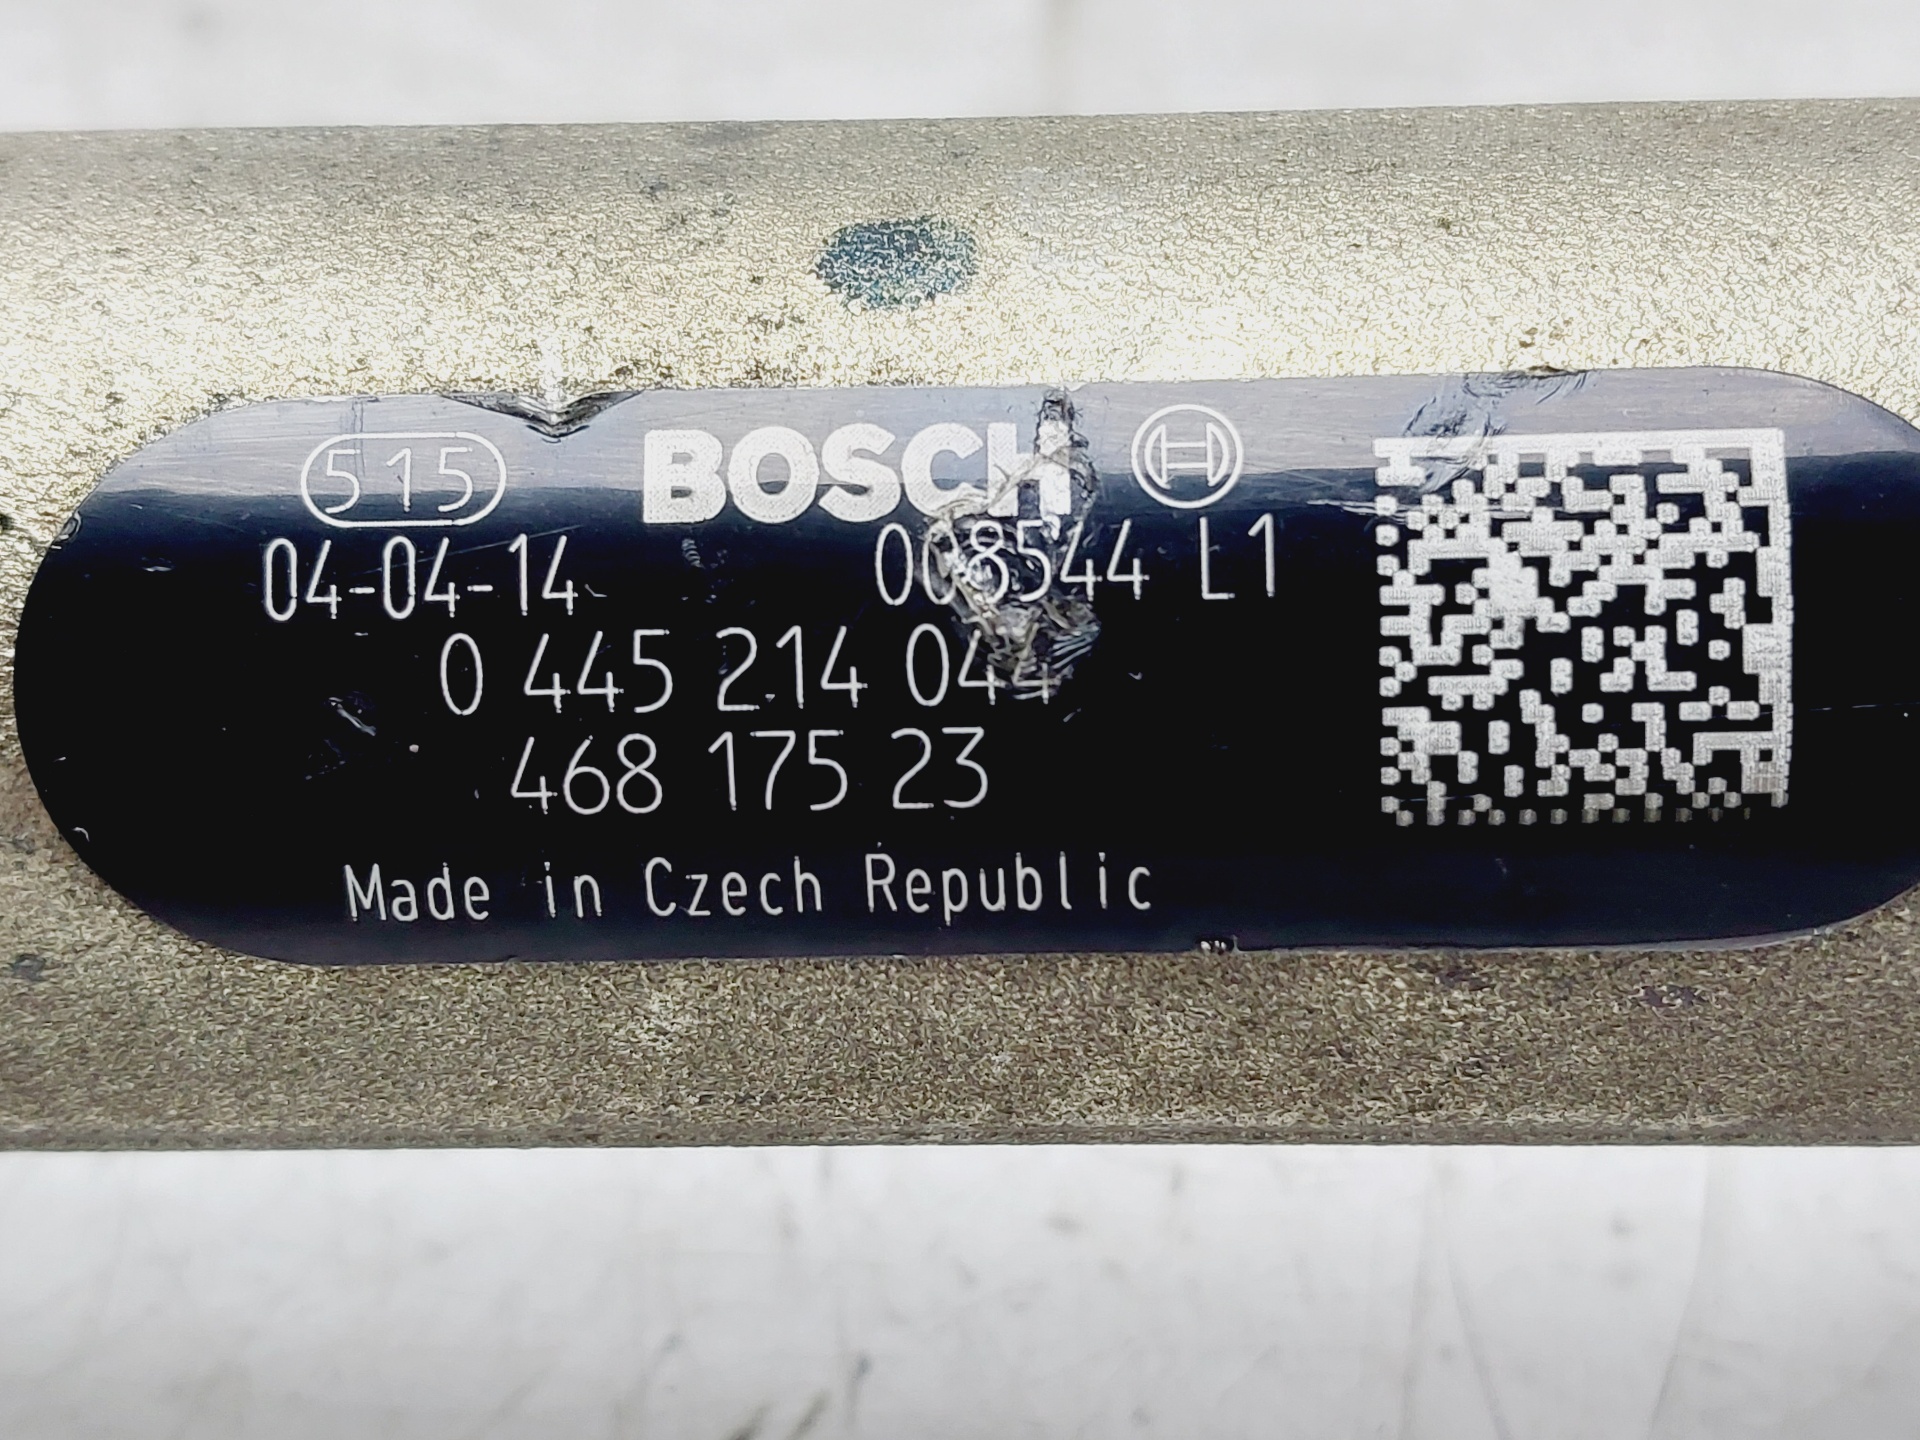 515 BOSCH
04-04-14 008544 L1
0 445 214 044
468 175 23
Made in Czech Republic